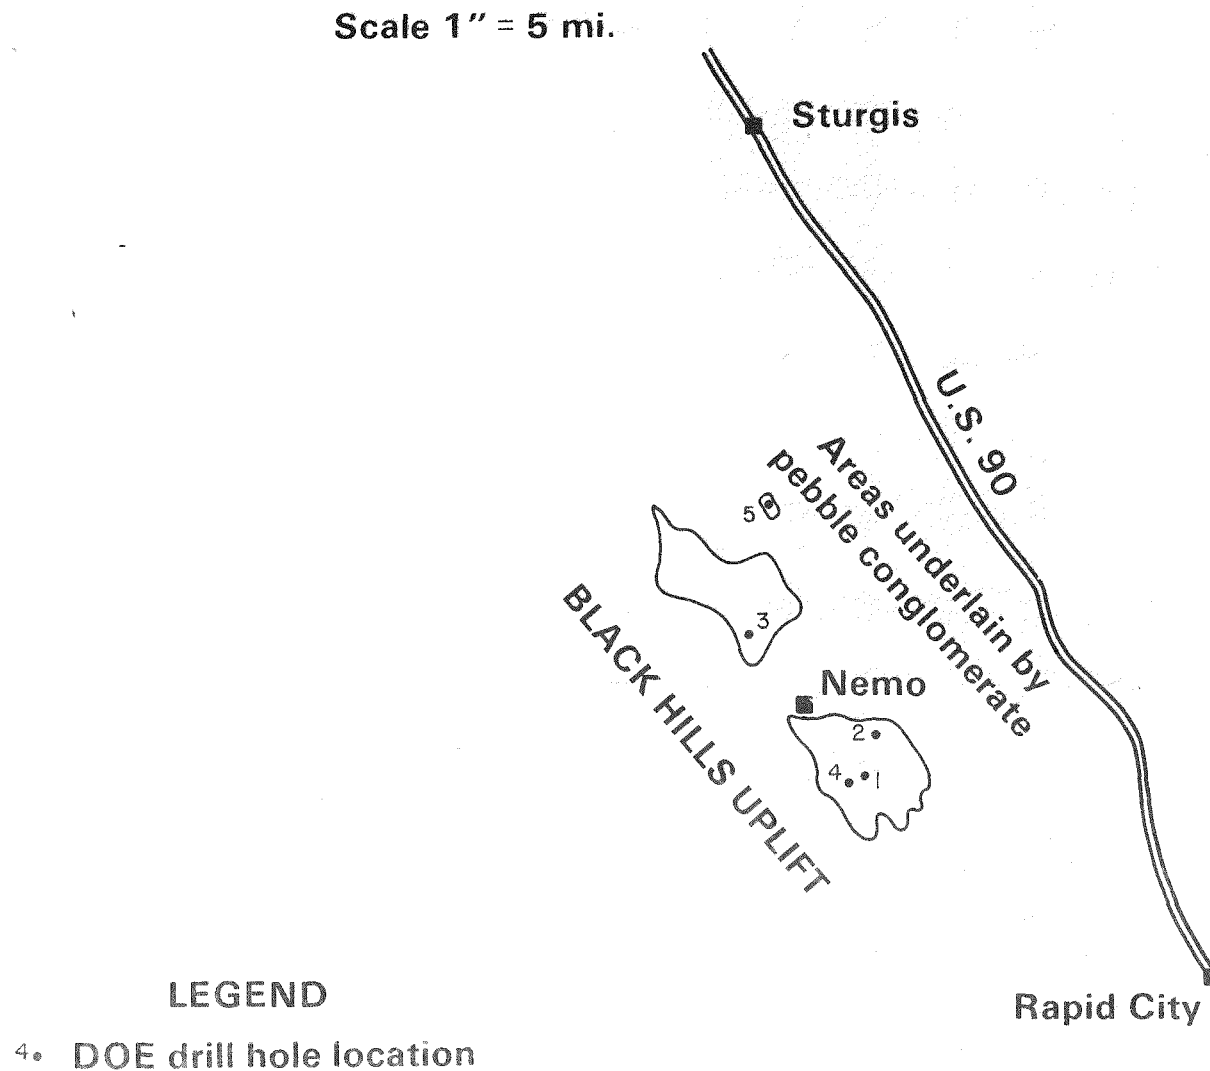 Scale 1" = 5 mi.
Sturgis
U.S. 90
Areas underlain by
pebble conglomerate
5
3
BLACK HILLS UPLIFT
Nemo
2
4
1
Rapid City
LEGEND
4. DOE drill hole location